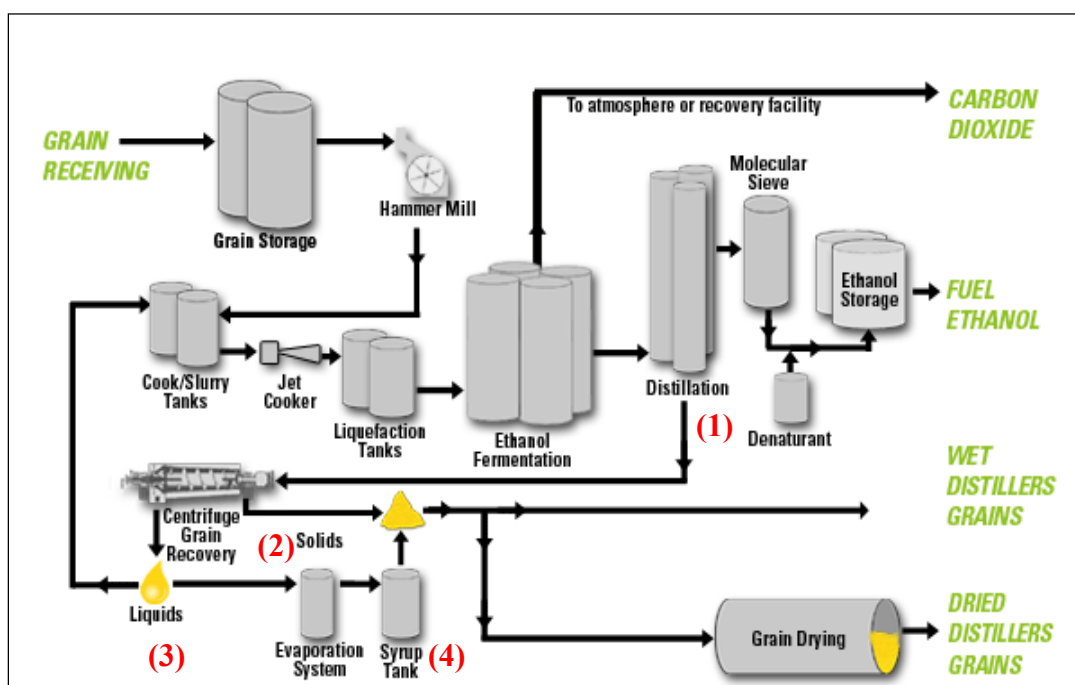 To atmosphere or recovery facility
CARBON
DIOXIDE
GRAIN
RECEIVING
Molecular
Sieve
Hammer Mill
Grain Storage
Ethanol
Storage
FUEL
ETHANOL
Cook/Slurry
Tanks
Jet
Cooker
Liquefaction
Tanks
Ethanol
Fermentation
Distillation
(1)
Denaturant
WET
DISTILLERS
GRAINS
Centrifuge
Grain
Recovery
(2)
Solids
Liquids
(3)
Evaporation
System
Syrup
Tank
(4)
Grain Drying
DRIED
DISTILLERS
GRAINS